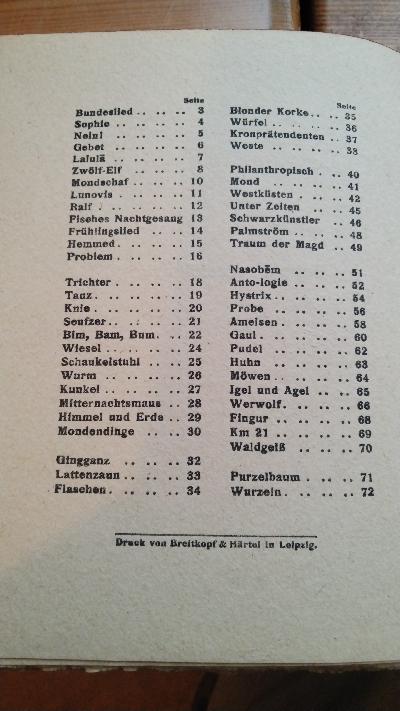 Seite
Bundeslied .. .. .. 3
Sophie .. .. .. .. 4
Nein! .. .. .. .. 5
Gebet .. .. .. .. 6
Lalulā .. .. .. .. 7
Zwölf-Elf .. .. .. 8
Mondschaf .. .. .. 10
Lunovis .. .. .. .. 11
Ralf .. .. .. .. .. 12
Fisches Nachtgesang 13
Frühlingslied .. .. 14
Hemmed. .. .. .. 15
Problem .. .. .. .. 16
Trichter .. .. .. .. 18
Tanz. .. .. .. .. .. 19
Knie. .. .. .. .. .. 20
Seufzer.. .. .. .. 21
Bim, Bam, Bum. .. 22
Wiesel .. .. .. .. 24
Schaukelstuhl .. .. 25
Wurm .. .. .. .. 26
Kunkel .. .. .. .. 27
Mitternachtsmaus .. 28
Himmel und Erde .. 29
Mondendinge .. .. 30
Gingganz .. .. .. 32
Lattenzaun .. .. .. 33
Flaschen. .. .. .. 34
Seite
Blonder Korke.. .. 35
Würfel .. .. .. .. 36
Kronprätendenten .. 37
Weste .. .. .. .. 38
Philanthropisch .. .. 40
Mond .. .. .. .. 41
Westküsten .. .. .. 42
Unter Zeiten .. .. 45
Schwarzkünstler .. 46
Palmström .. .. .. 48
Traum der Magd .. 49
Nasobēm .. .. .. 51
Anto-logie .. .. .. 52
Hystrix.. .. .. .. 54
Probe .. .. .. .. 56
Ameisen .. .. .. .. 58
Gaul .. .. .. .. .. 60
Pudel .. .. .. .. 62
Huhn .. .. .. .. 63
Möwen.. .. .. .. 64
Igel und Agel .. .. 65
Werwolf. .. .. .. 66
Fingur .. .. .. .. 68
Km 21 .. .. .. .. 69
Waldgeiß .. .. .. 70
Purzelbaum . .. .. 71
Wurzeln. .. .. .. 72
Druck von Breitkopf & Härtel in Leipzig.